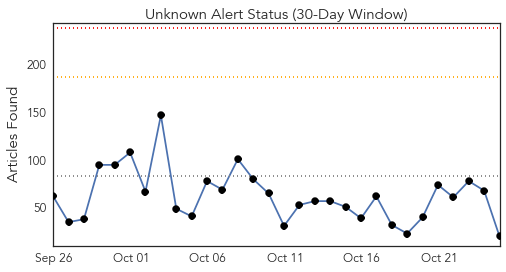 Unknown Alert Status (30-Day Window)
Articles Found
200
150
100
50
Sep 26
Oct 01
Oct 06
Oct 11
Oct 16
Oct 21